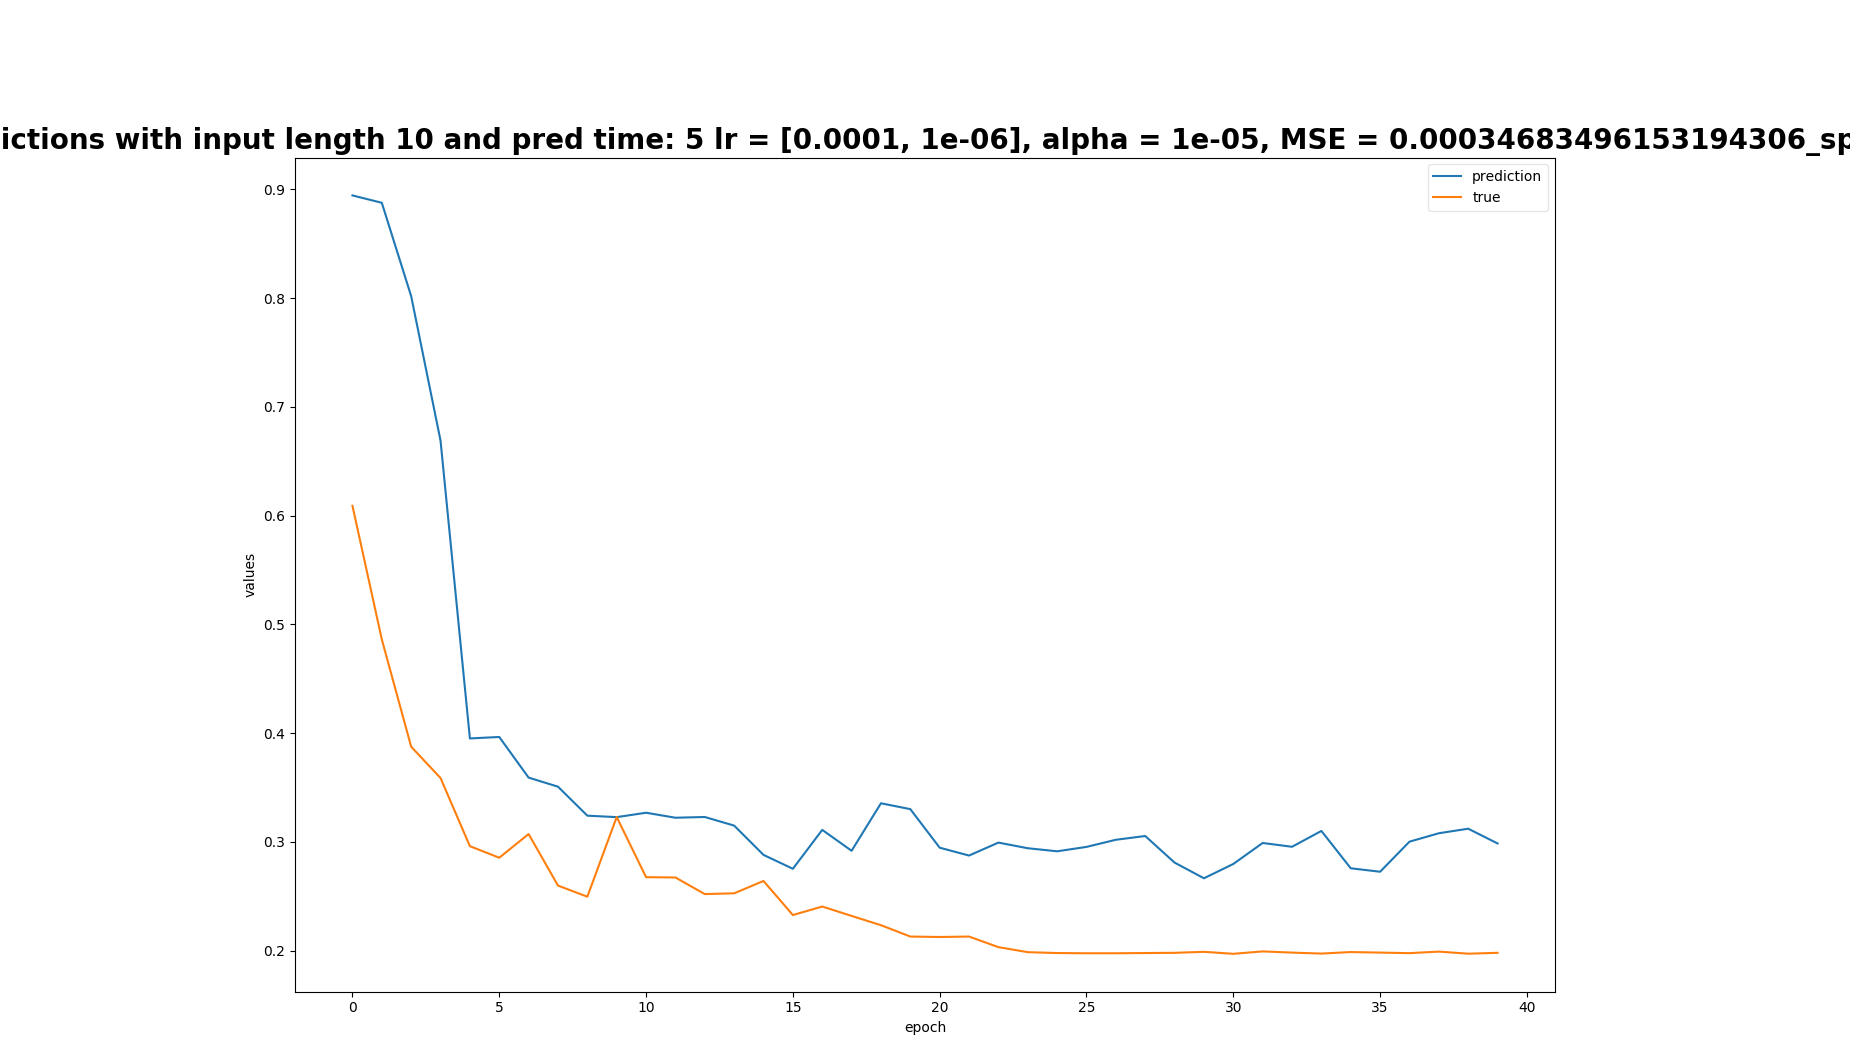 ictions with input length 10 and pred time: 5 lr = [0.0001, 1e-06], alpha = 1e-05, MSE = 0.00034683496153194306_sp
prediction
true
0.9
0.8
0.7
0.6
0.5
0.4
0.3
0.2
values
0 5 10 15 20 25 30 35 40
epoch